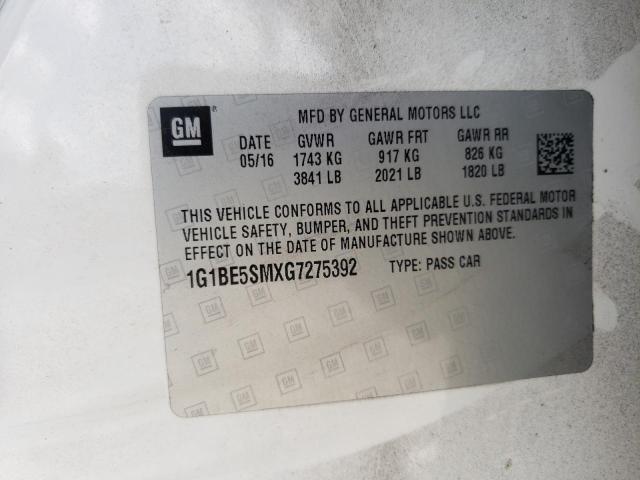 GM
MFD BY GENERAL MOTORS LLC
DATE GVWR GAWR FRT GAWR RR
05/16 1743 KG 917 KG 826 KG
3841 LB 2021 LB 1820 LB
THIS VEHICLE CONFORMS TO ALL APPLICABLE U.S. FEDERAL MOTOR
VEHICLE SAFETY, BUMPER, AND THEFT PREVENTION STANDARDS IN
EFFECT ON THE DATE OF MANUFACTURE SHOWN ABOVE.
1G1BE5SMXG7275392 TYPE: PASS CAR